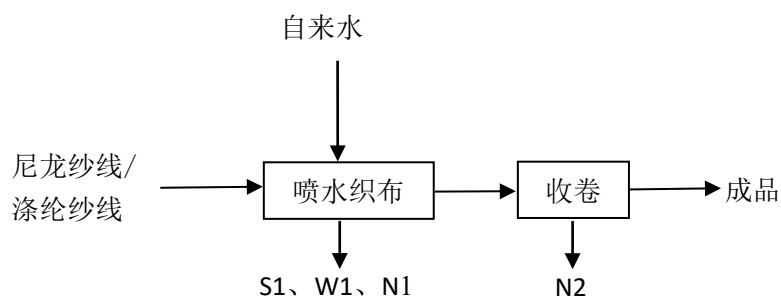 自来水
尼龙纱线/
涤纶纱线
喷水织布
收卷
成品
S1、W1、N1
N2